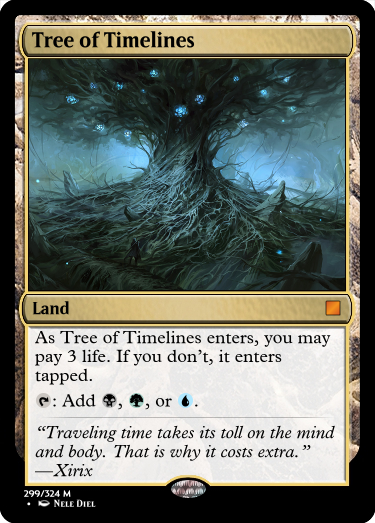 Tree of Timelines
Land
As Tree of Timelines enters, you may
pay 3 life. If you don't, it enters
tapped.
: Add , , or .
“Traveling time takes its toll on the mind
and body. That is why it costs extra.”
—Xirix
299/324 M
• Nele Diel